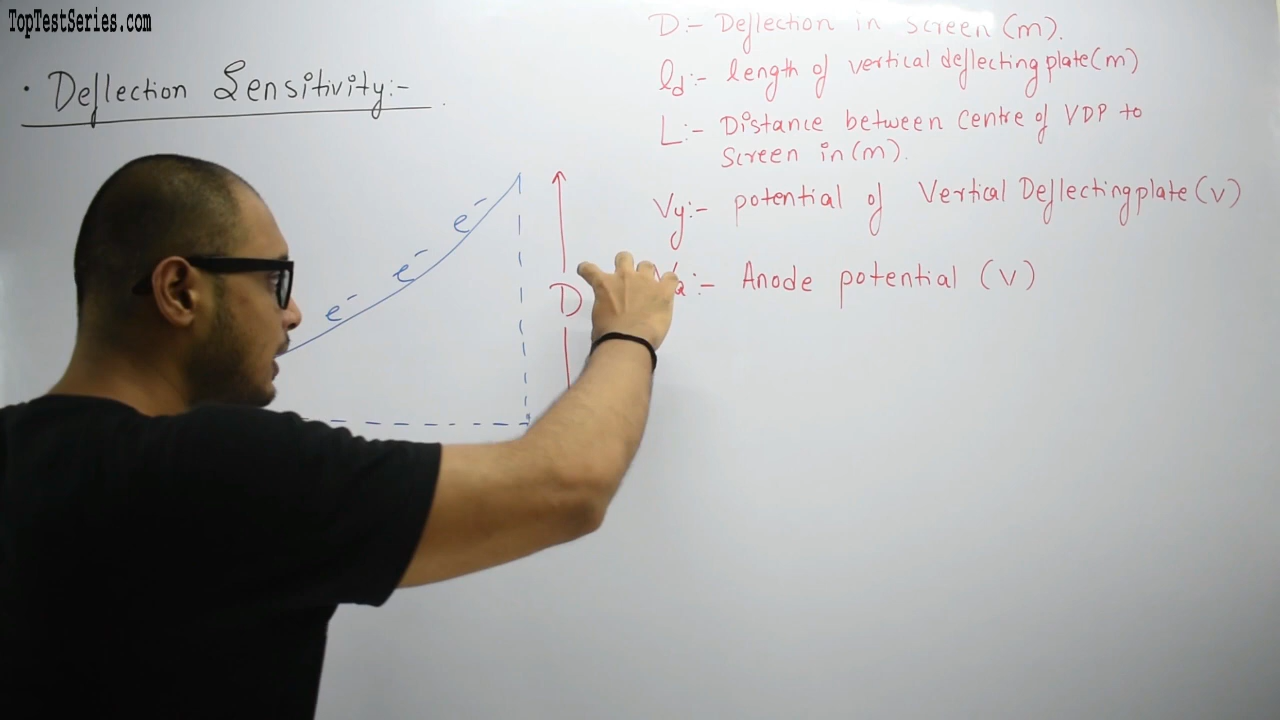 TopTestSeries.com
· Deflection Sensitivity:-
D:- Deflection in screen (m).
ld:- length of vertical deflecting plate(m)
L:- Distance between centre of VDP to
screen in (m).
Vy:- potential of Vertical Deflecting plate (v)
Va:- Anode potential (v)
e-
e-
e-
D